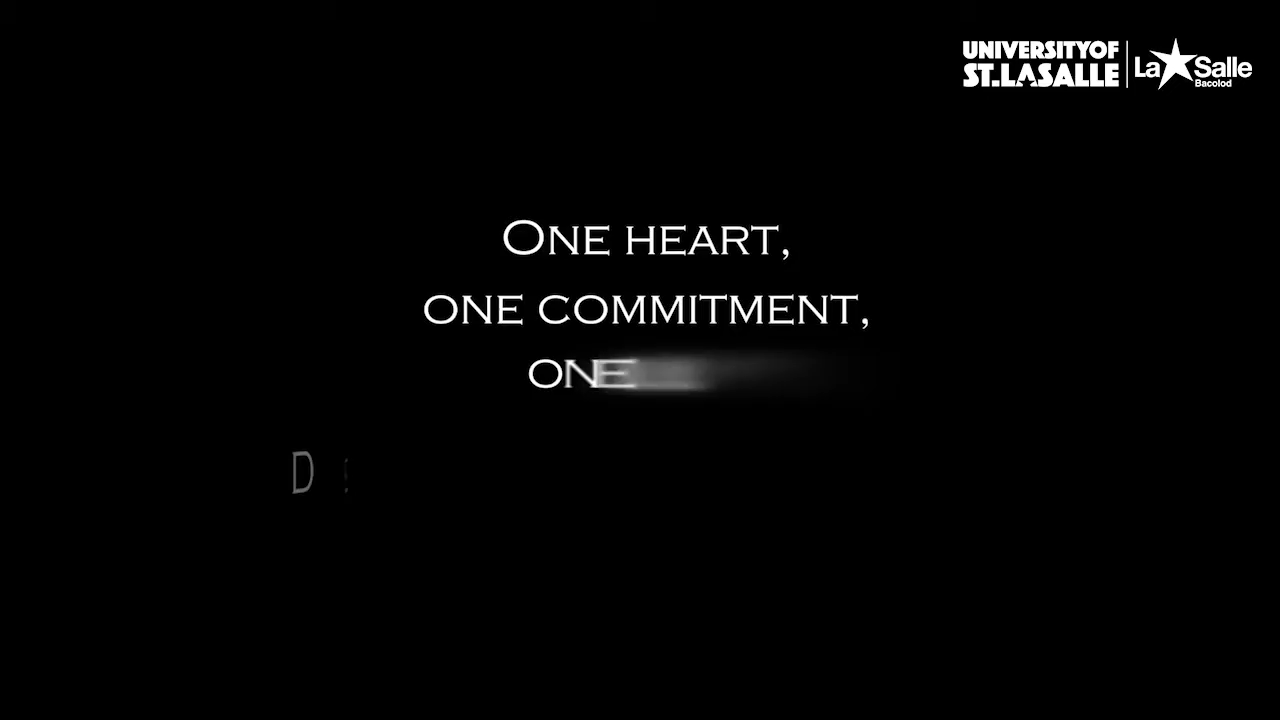 UNIVERSITY OF
ST. LA SALLE
La Salle
Bacolod
ONE HEART,
ONE COMMITMENT,
ONE
D